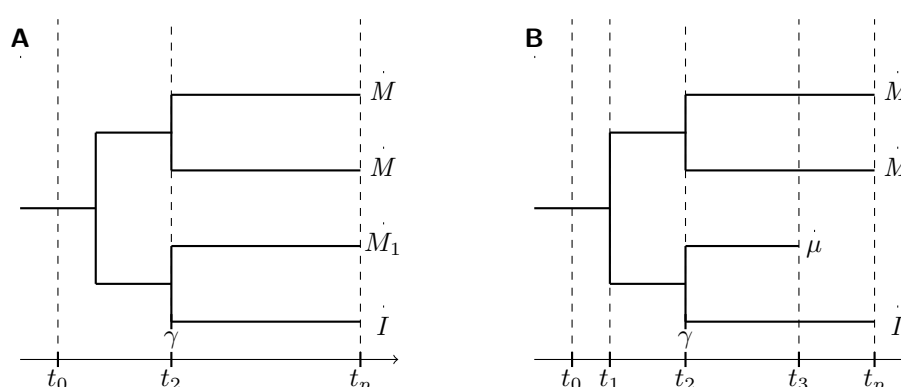 A
M
M
M₁
I
γ
t₀ t₂ tₙ
B
M
M
μ
I
γ
t₀ t₁ t₂ t₃ tₙ